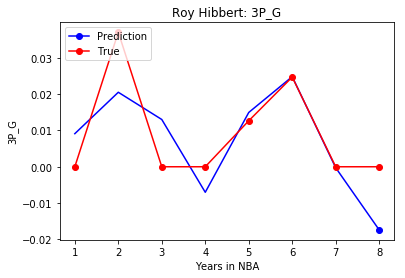 Roy Hibbert: 3P_G
Prediction
True
0.03
0.02
0.01
0.00
−0.01
−0.02
3P_G
1 2 3 4 5 6 7 8
Years in NBA